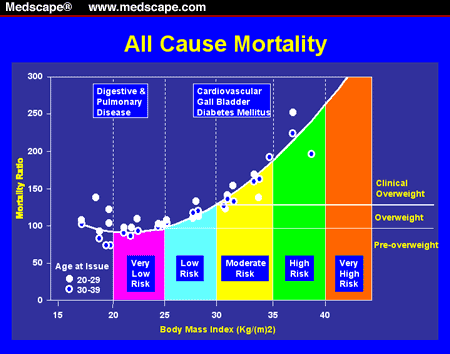 Medscape® www.medscape.com
All Cause Mortality
300
250
200
150
100
50
0
Mortality Ratio
Digestive &
Pulmonary
Disease
Cardiovascular
Gall Bladder
Diabetes Mellitus
Clinical
Overweight
Overweight
Pre-overweight
Age at Issue
20-29
30-39
Very
Low
Risk
Low
Risk
Moderate
Risk
High
Risk
Very
High
Risk
15
20
25
30
35
40
Body Mass Index (Kg/(m)2)